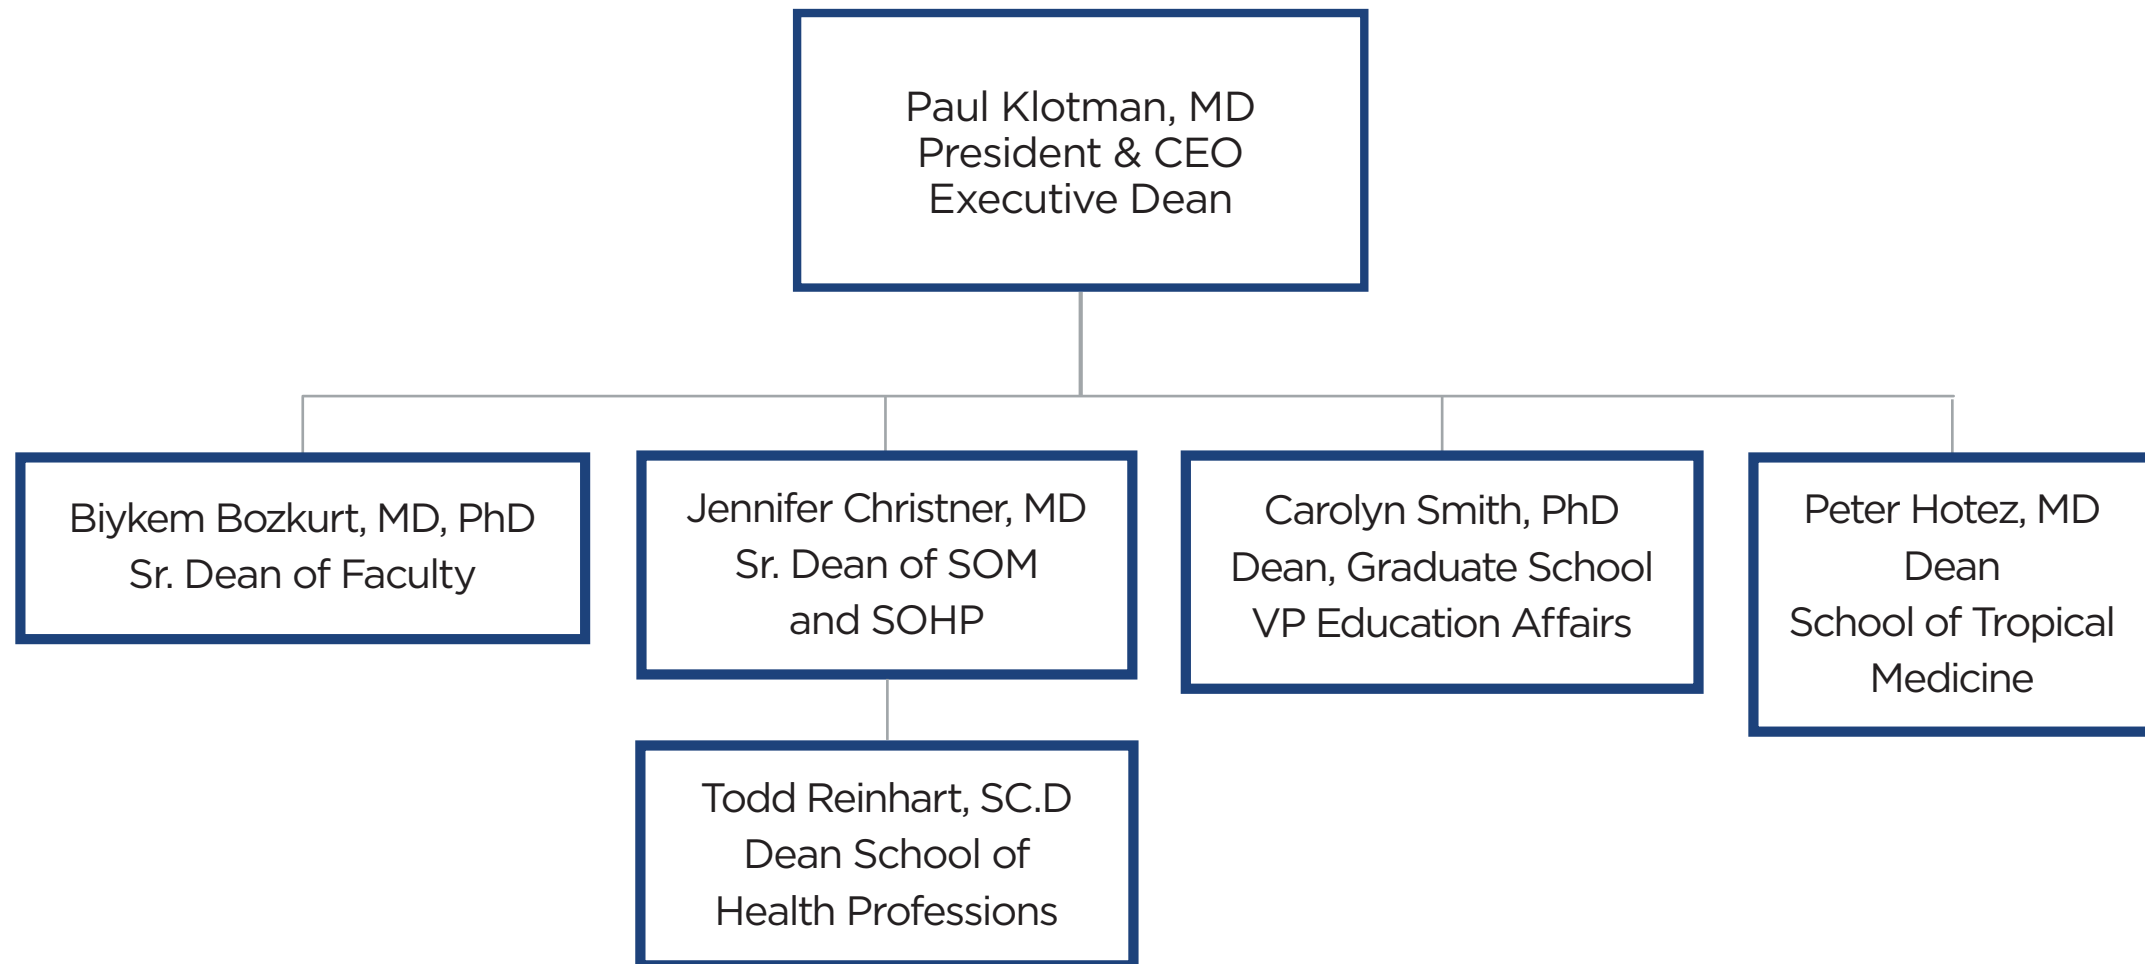 Paul Klotman, MD
President & CEO
Executive Dean
Biykem Bozkurt, MD, PhD
Sr. Dean of Faculty
Jennifer Christner, MD
Sr. Dean of SOM
and SOHP
Carolyn Smith, PhD
Dean, Graduate School
VP Education Affairs
Peter Hotez, MD
Dean
School of Tropical
Medicine
Todd Reinhart, SC.D
Dean School of
Health Professions